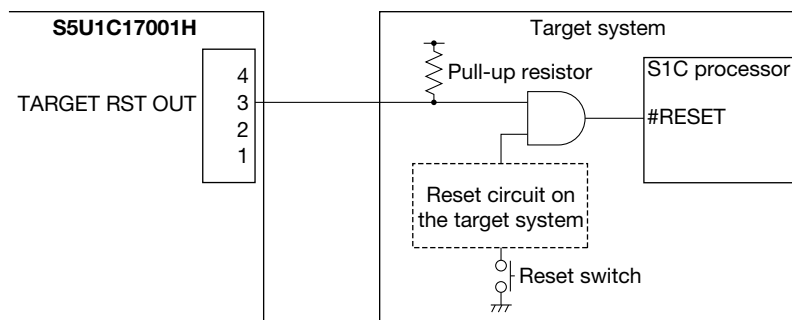 S5U1C17001H
4
TARGET RST OUT 3
2
1
Target system
Pull-up resistor
S1C processor
#RESET
Reset circuit on
the target system
Reset switch